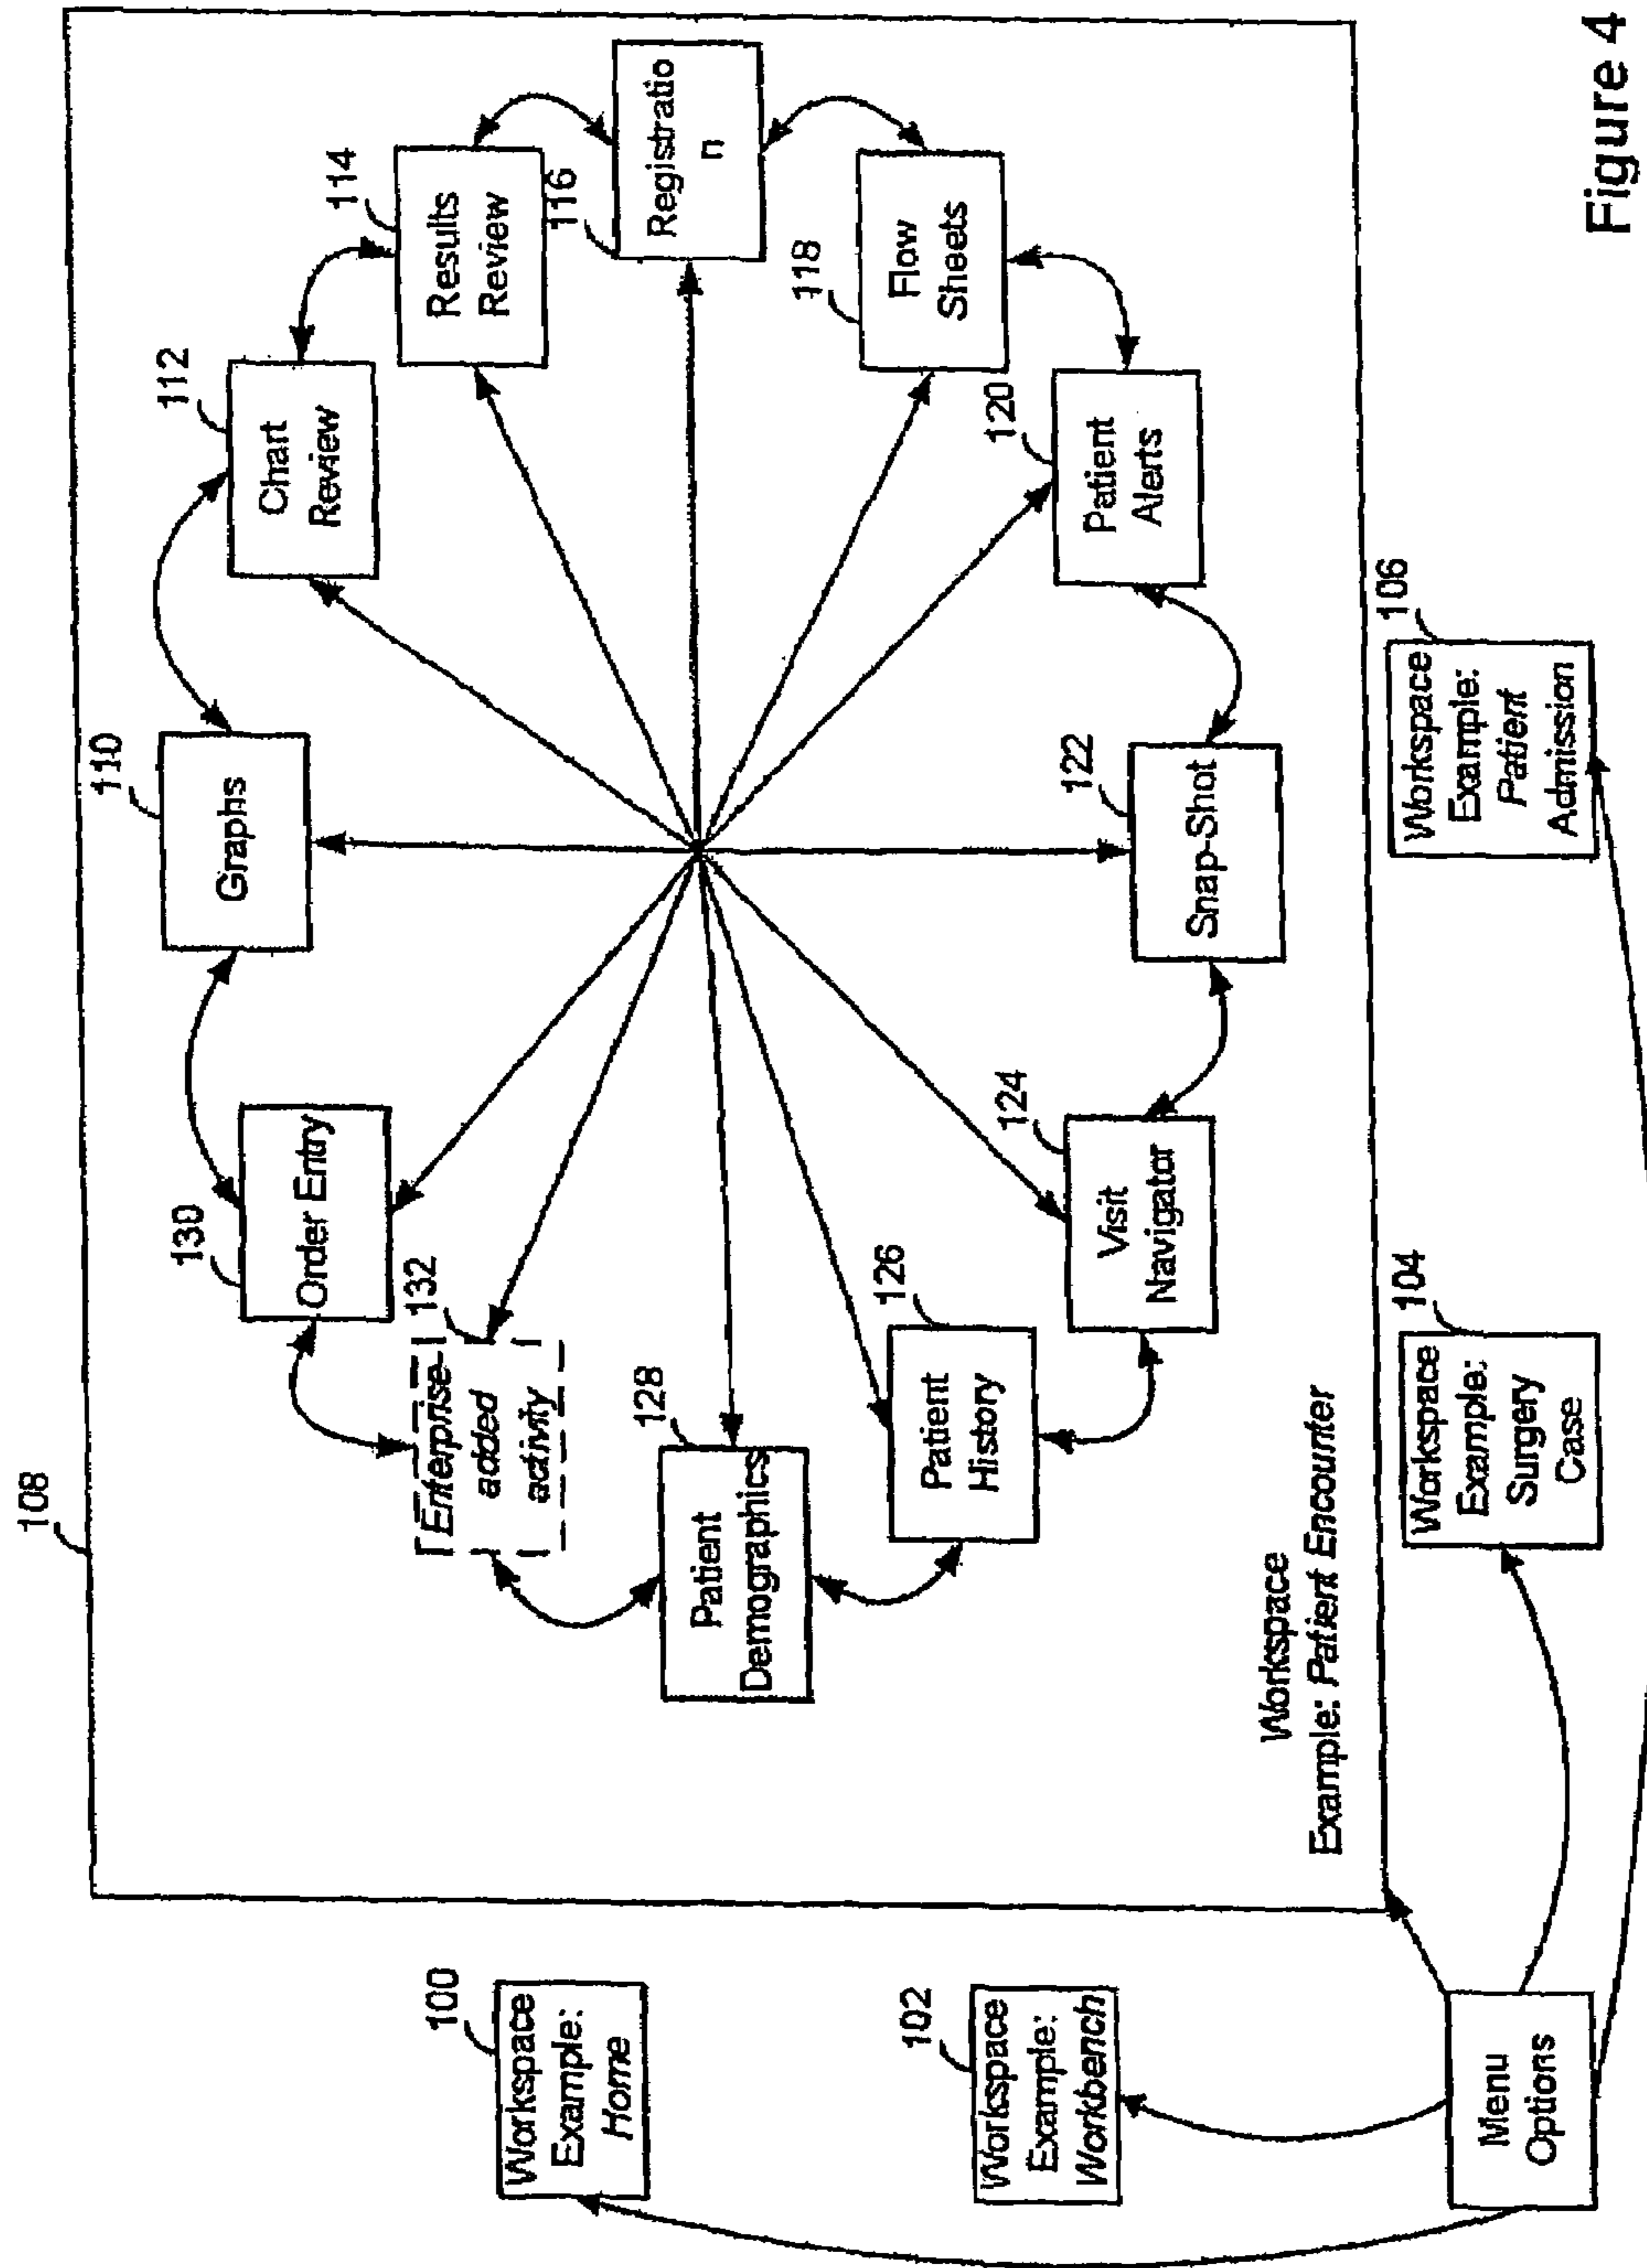 108
110
Graphs
112
Chart
Review
114
Results
Review
116
Registratio
n
118
Flow
Sheets
120
Patient
Alerts
122
Snap-Shot
124
Visit
Navigator
126
Patient
History
128
Patient
Demographics
132
Enterprise-
added
activity
130
Order Entry
Workspace
Example: Patient Encounter
100
Workspace
Example:
Home
102
Workspace
Example:
Workbench
Menu
Options
104
Workspace
Example:
Surgery
Case
106
Workspace
Example:
Patient
Admission
Figure 4